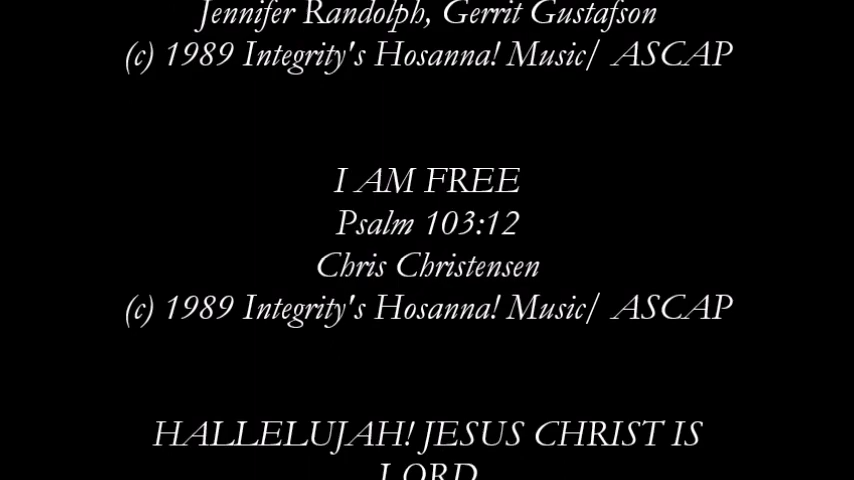 Jennifer Randolph, Gerrit Gustafson
(c) 1989 Integrity's Hosanna! Music/ ASCAP
I AM FREE
Psalm 103:12
Chris Christensen
(c) 1989 Integrity's Hosanna! Music/ ASCAP
HALLELUJAH! JESUS CHRIST IS
LORD